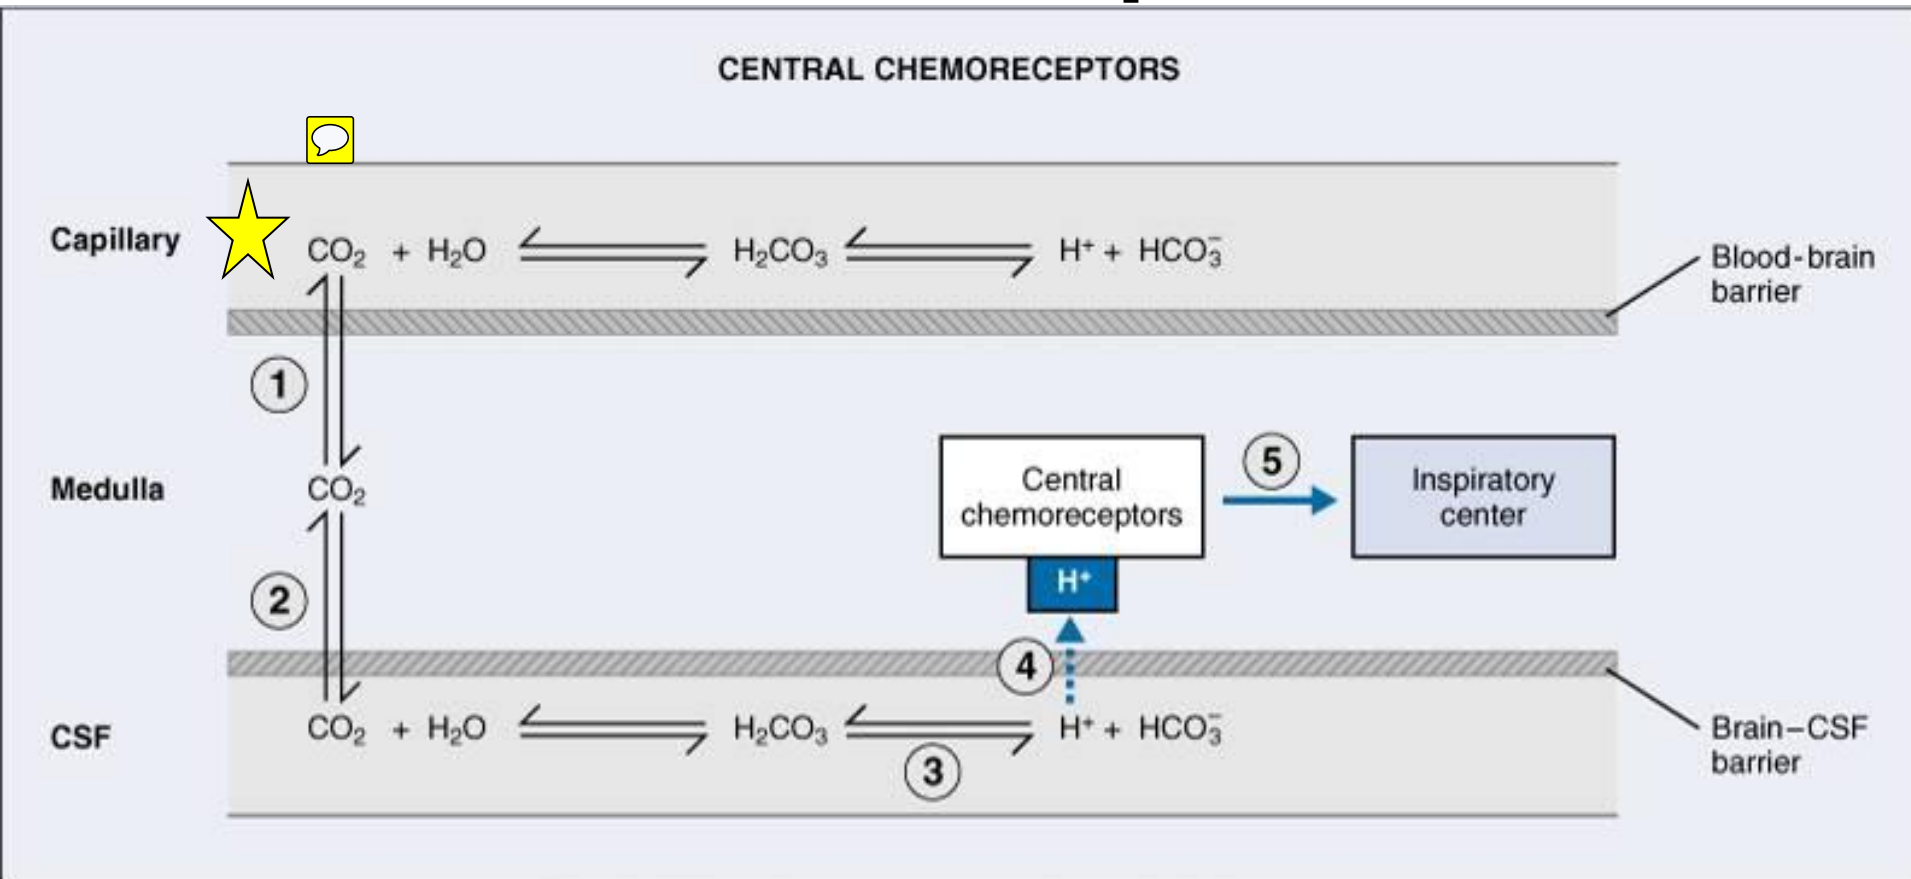 CENTRAL CHEMORECEPTORS
Capillary
CO₂ + H₂O ⇌ H₂CO₃ ⇌ H⁺ + HCO₃⁻
Blood-brain
barrier
1
Medulla
CO₂
Central
chemoreceptors
5
Inspiratory
center
H⁺
2
4
CSF
CO₂ + H₂O ⇌ H₂CO₃ ⇌ H⁺ + HCO₃⁻
3
Brain–CSF
barrier